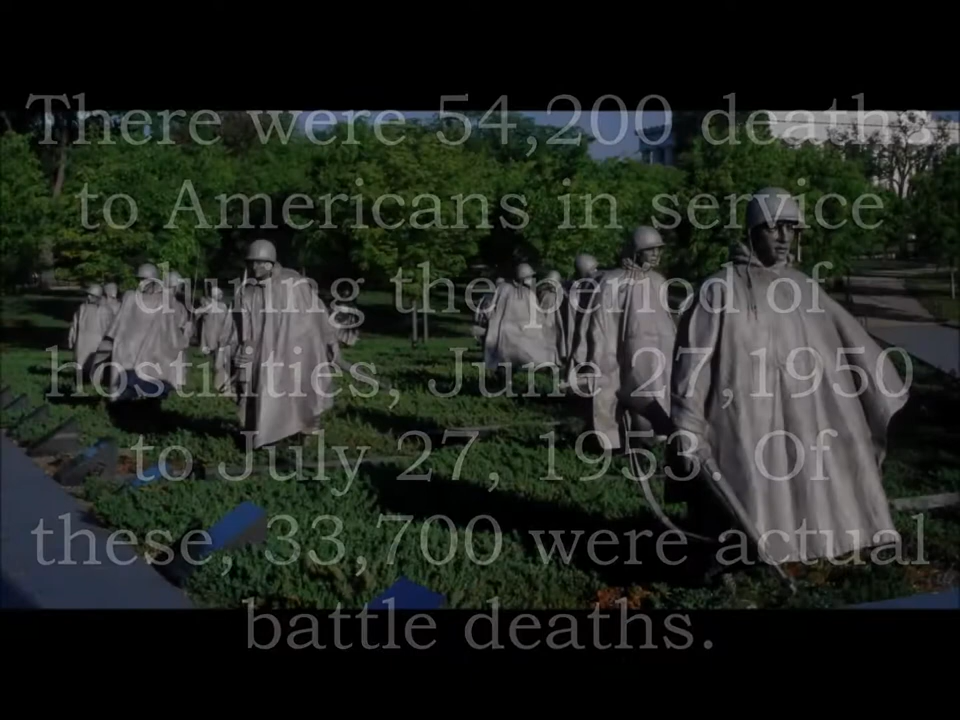 There were 54,200 deaths
to Americans in service
during the period of
hostilities, June 27,1950
to July 27, 1953. Of
these, 33,700 were actual
battle deaths.